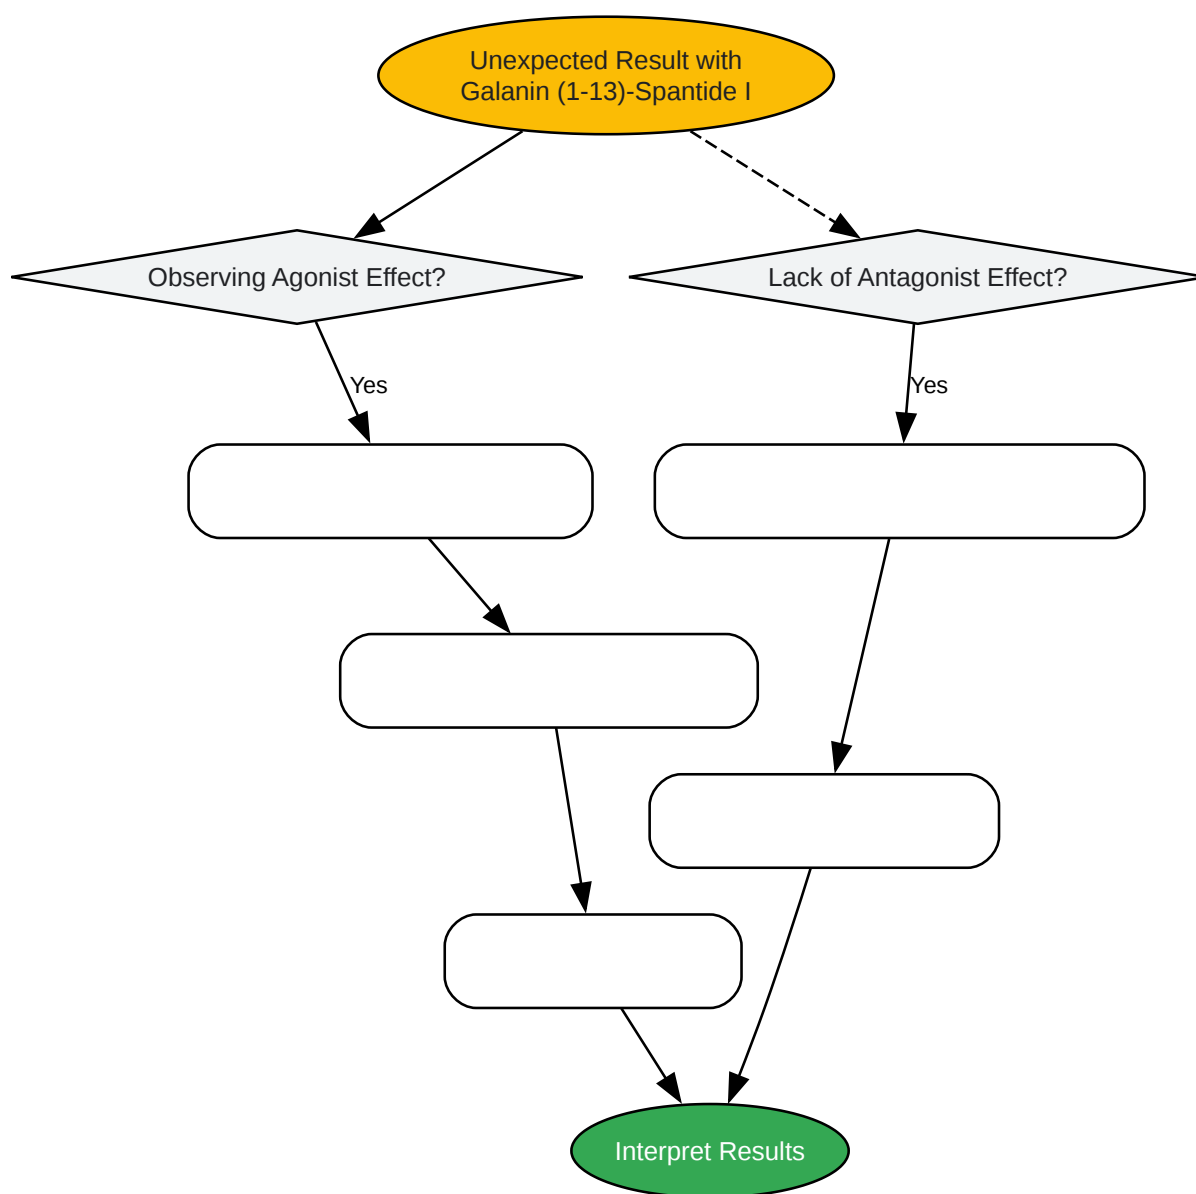 Unexpected Result with
Galanin (1-13)-Spantide I
Observing Agonist Effect?
Lack of Antagonist Effect?
Yes
Yes
Interpret Results